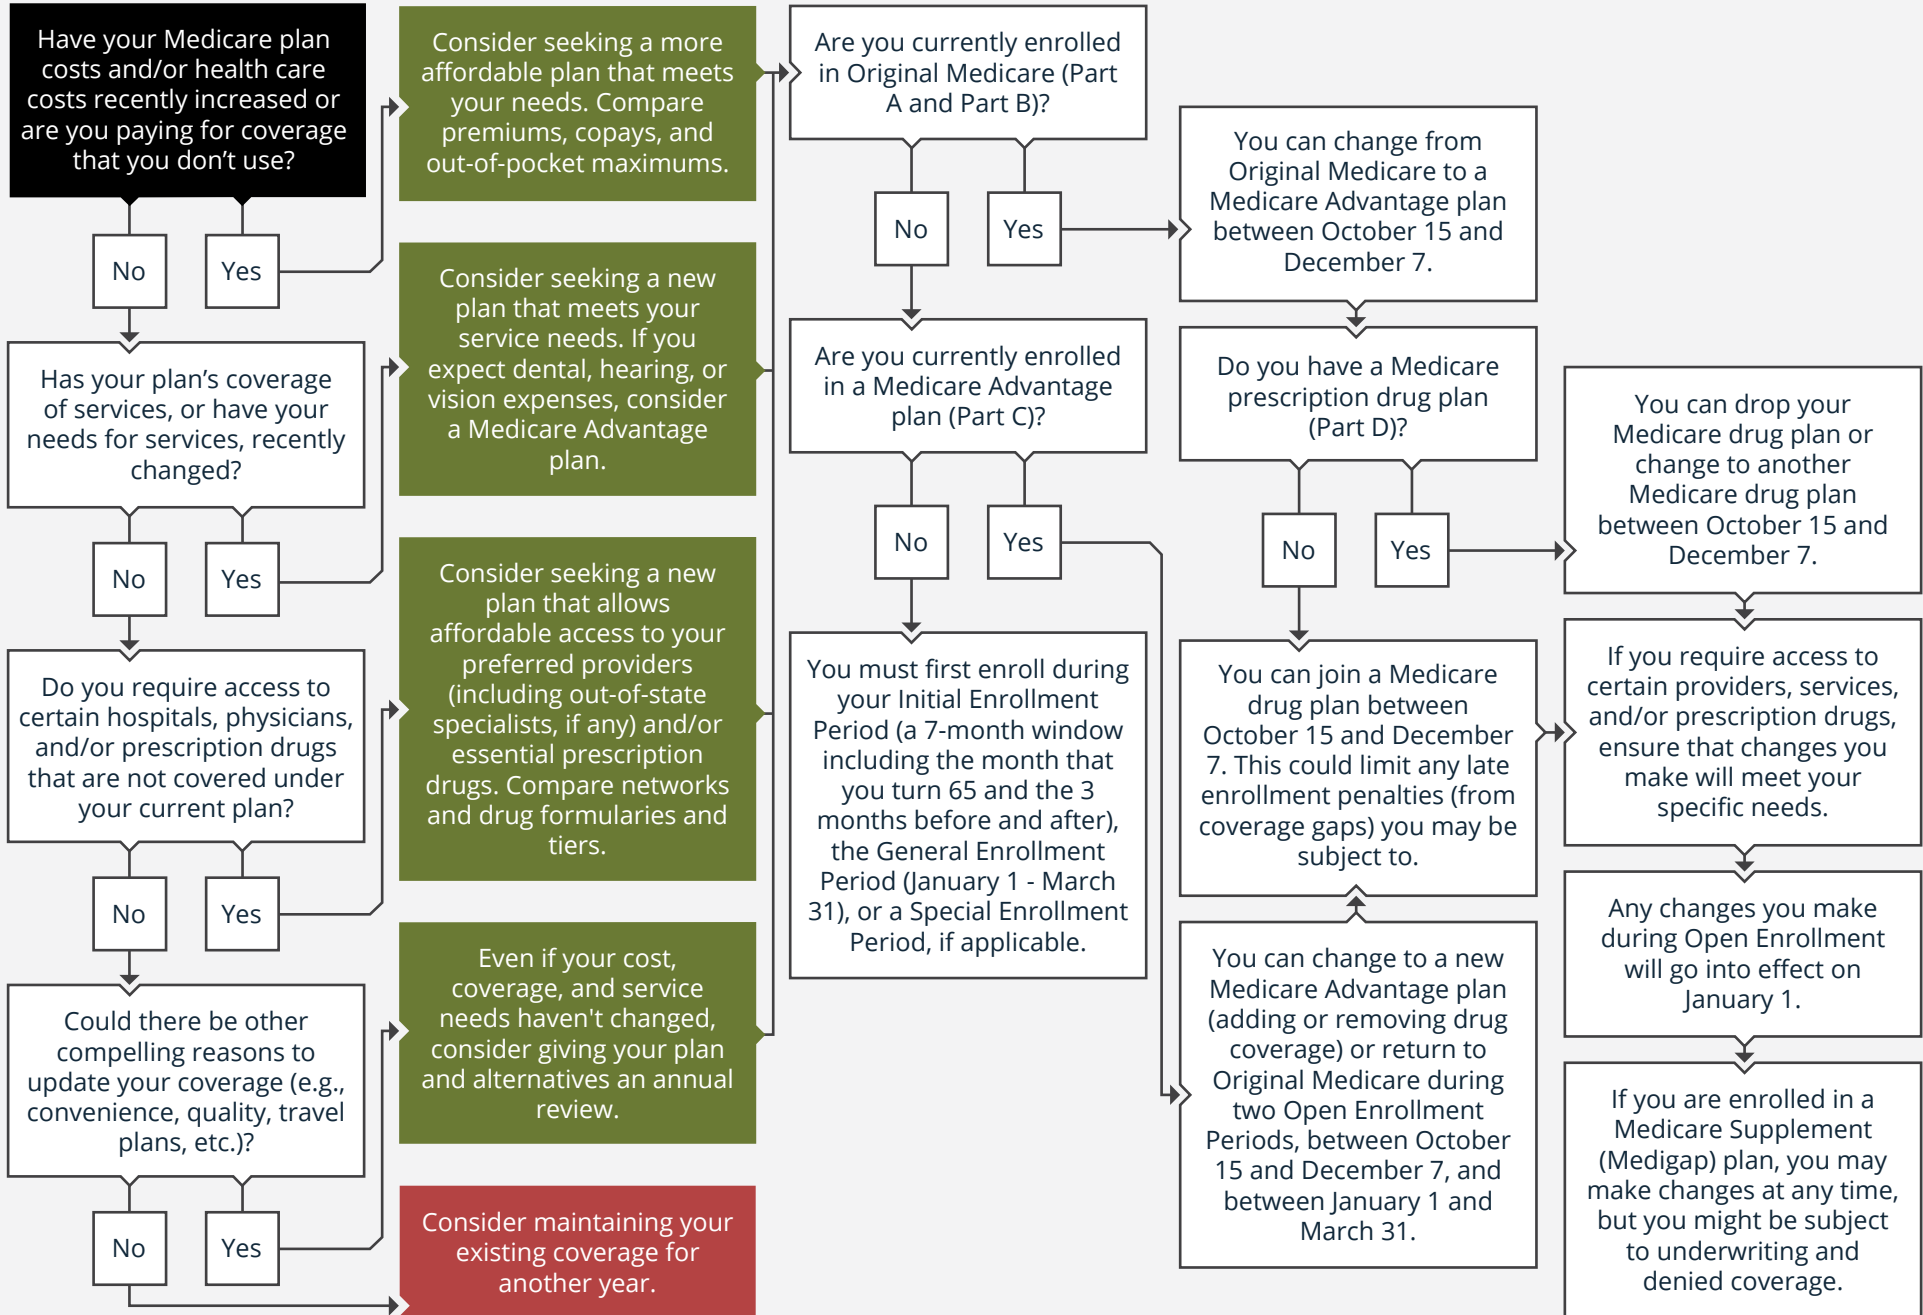 Have your Medicare plan
costs and/or health care
costs recently increased or
are you paying for coverage
that you don’t use?
No
Yes
Has your plan’s coverage
of services, or have your
needs for services, recently
changed?
No
Yes
Do you require access to
certain hospitals, physicians,
and/or prescription drugs
that are not covered under
your current plan?
No
Yes
Could there be other
compelling reasons to
update your coverage (e.g.,
convenience, quality, travel
plans, etc.)?
No
Yes
Consider seeking a more
affordable plan that meets
your needs. Compare
premiums, copays, and
out-of-pocket maximums.
Consider seeking a new
plan that meets your
service needs. If you
expect dental, hearing, or
vision expenses, consider
a Medicare Advantage
plan.
Consider seeking a new
plan that allows
affordable access to your
preferred providers
(including out-of-state
specialists, if any) and/or
essential prescription
drugs. Compare networks
and drug formularies and
tiers.
Even if your cost,
coverage, and service
needs haven't changed,
consider giving your plan
and alternatives an annual
review.
Consider maintaining your
existing coverage for
another year.
Are you currently enrolled
in Original Medicare (Part
A and Part B)?
No
Yes
Are you currently enrolled
in a Medicare Advantage
plan (Part C)?
No
Yes
You must first enroll during
your Initial Enrollment
Period (a 7-month window
including the month that
you turn 65 and the 3
months before and after),
the General Enrollment
Period (January 1 - March
31), or a Special Enrollment
Period, if applicable.
You can change from
Original Medicare to a
Medicare Advantage plan
between October 15 and
December 7.
Do you have a Medicare
prescription drug plan
(Part D)?
No
Yes
You can join a Medicare
drug plan between
October 15 and December
7. This could limit any late
enrollment penalties (from
coverage gaps) you may be
subject to.
You can change to a new
Medicare Advantage plan
(adding or removing drug
coverage) or return to
Original Medicare during
two Open Enrollment
Periods, between October
15 and December 7, and
between January 1 and
March 31.
You can drop your
Medicare drug plan or
change to another
Medicare drug plan
between October 15 and
December 7.
If you require access to
certain providers, services,
and/or prescription drugs,
ensure that changes you
make will meet your
specific needs.
Any changes you make
during Open Enrollment
will go into effect on
January 1.
If you are enrolled in a
Medicare Supplement
(Medigap) plan, you may
make changes at any time,
but you might be subject
to underwriting and
denied coverage.